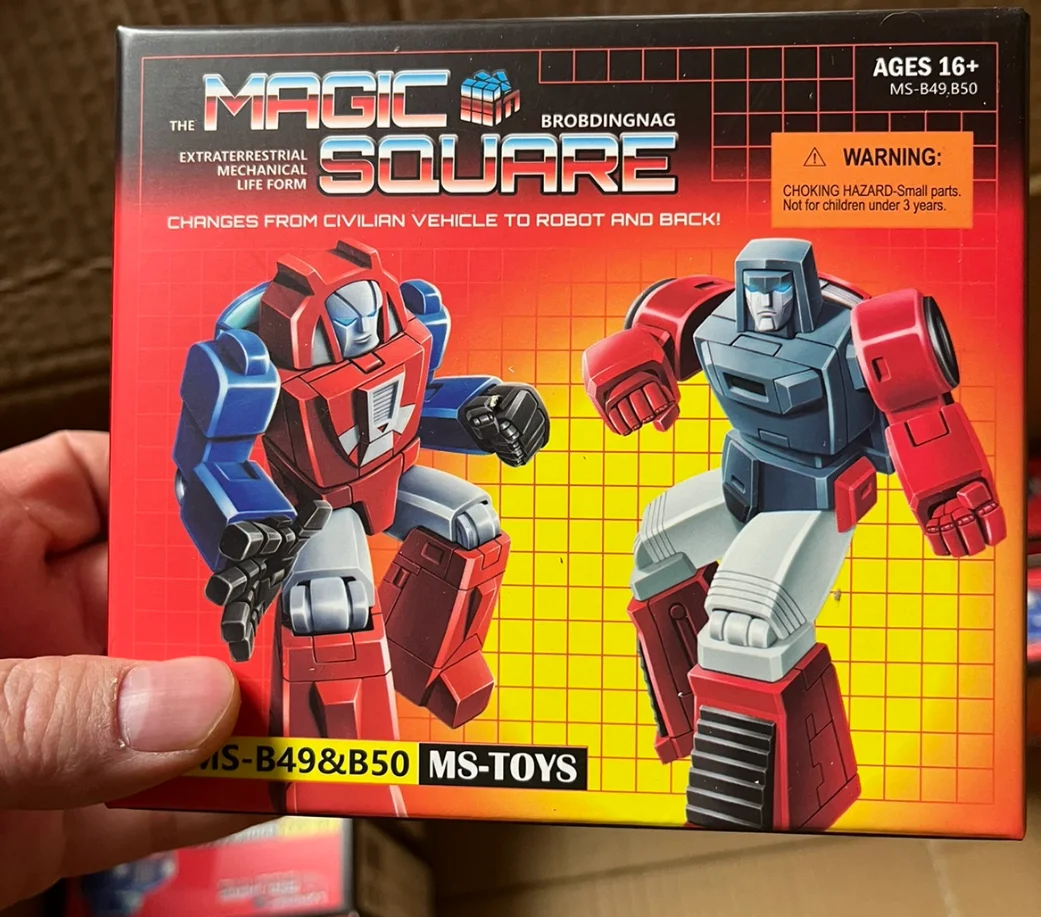 AGES 16+
MS-B49,B50
THE MAGIC
BROBDINGNAG
EXTRATERRESTRIAL
MECHANICAL
LIFE FORM
SQUARE
⚠ WARNING:
CHOKING HAZARD-Small parts.
Not for children under 3 years.
CHANGES FROM CIVILIAN VEHICLE TO ROBOT AND BACK!
MS-B49&B50 MS-TOYS